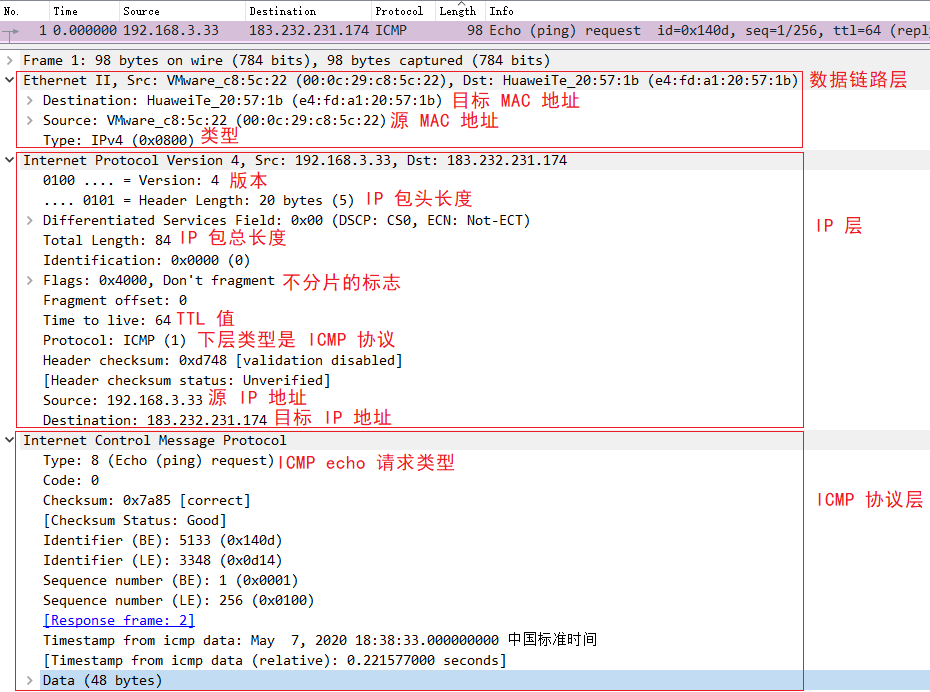 No. Time Source Destination Protocol Length Info
1 0.000000 192.168.3.33 183.232.231.174 ICMP 98 Echo (ping) request id=0x140d, seq=1/256, ttl=64 (repl
Frame 1: 98 bytes on wire (784 bits), 98 bytes captured (784 bits)
Ethernet II, Src: VMware_c8:5c:22 (00:0c:29:c8:5c:22), Dst: HuaweiTe_20:57:1b (e4:fd:a1:20:57:1b) 数据链路层
Destination: HuaweiTe_20:57:1b (e4:fd:a1:20:57:1b) 目标 MAC 地址
Source: VMware_c8:5c:22 (00:0c:29:c8:5c:22) 源 MAC 地址
Type: IPv4 (0x0800) 类型
Internet Protocol Version 4, Src: 192.168.3.33, Dst: 183.232.231.174
0100 .... = Version: 4 版本
.... 0101 = Header Length: 20 bytes (5) IP 包头长度
Differentiated Services Field: 0x00 (DSCP: CS0, ECN: Not-ECT)
IP 层
Total Length: 84 IP 包总长度
Identification: 0x0000 (0)
Flags: 0x4000, Don't fragment 不分片的标志
Fragment offset: 0
Time to live: 64 TTL 值
Protocol: ICMP (1) 下层类型是 ICMP 协议
Header checksum: 0xd748 [validation disabled]
[Header checksum status: Unverified]
Source: 192.168.3.33 源 IP 地址
Destination: 183.232.231.174 目标 IP 地址
Internet Control Message Protocol
Type: 8 (Echo (ping) request) ICMP echo 请求类型
Code: 0
Checksum: 0x7a85 [correct]
ICMP 协议层
[Checksum Status: Good]
Identifier (BE): 5133 (0x140d)
Identifier (LE): 3348 (0x0d14)
Sequence number (BE): 1 (0x0001)
Sequence number (LE): 256 (0x0100)
[Response frame: 2]
Timestamp from icmp data: May 7, 2020 18:38:33.000000000 中国标准时间
[Timestamp from icmp data (relative): 0.221577000 seconds]
Data (48 bytes)